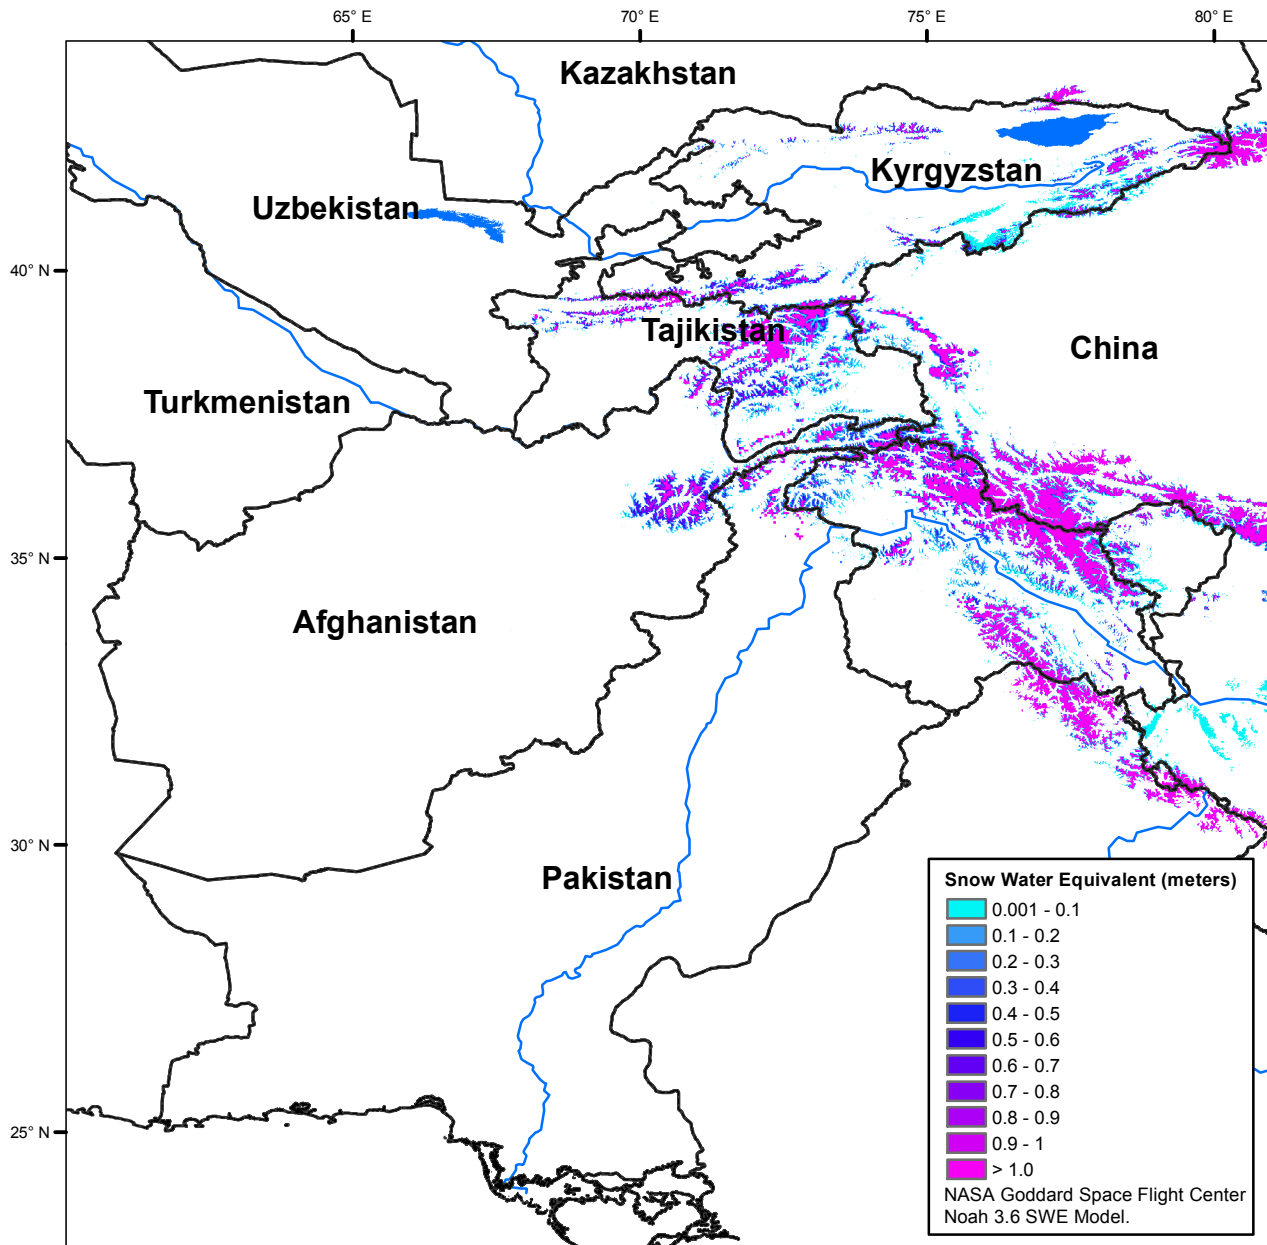 65° E 70° E 75° E 80° E
Kazakhstan
Kyrgyzstan
Uzbekistan
40° N
Tajikistan
China
Turkmenistan
35° N
Afghanistan
30° N
Pakistan
Snow Water Equivalent (meters)
0.001 - 0.1
0.1 - 0.2
0.2 - 0.3
0.3 - 0.4
0.4 - 0.5
0.5 - 0.6
0.6 - 0.7
0.7 - 0.8
0.8 - 0.9
0.9 - 1
> 1.0
NASA Goddard Space Flight Center
Noah 3.6 SWE Model.
25° N